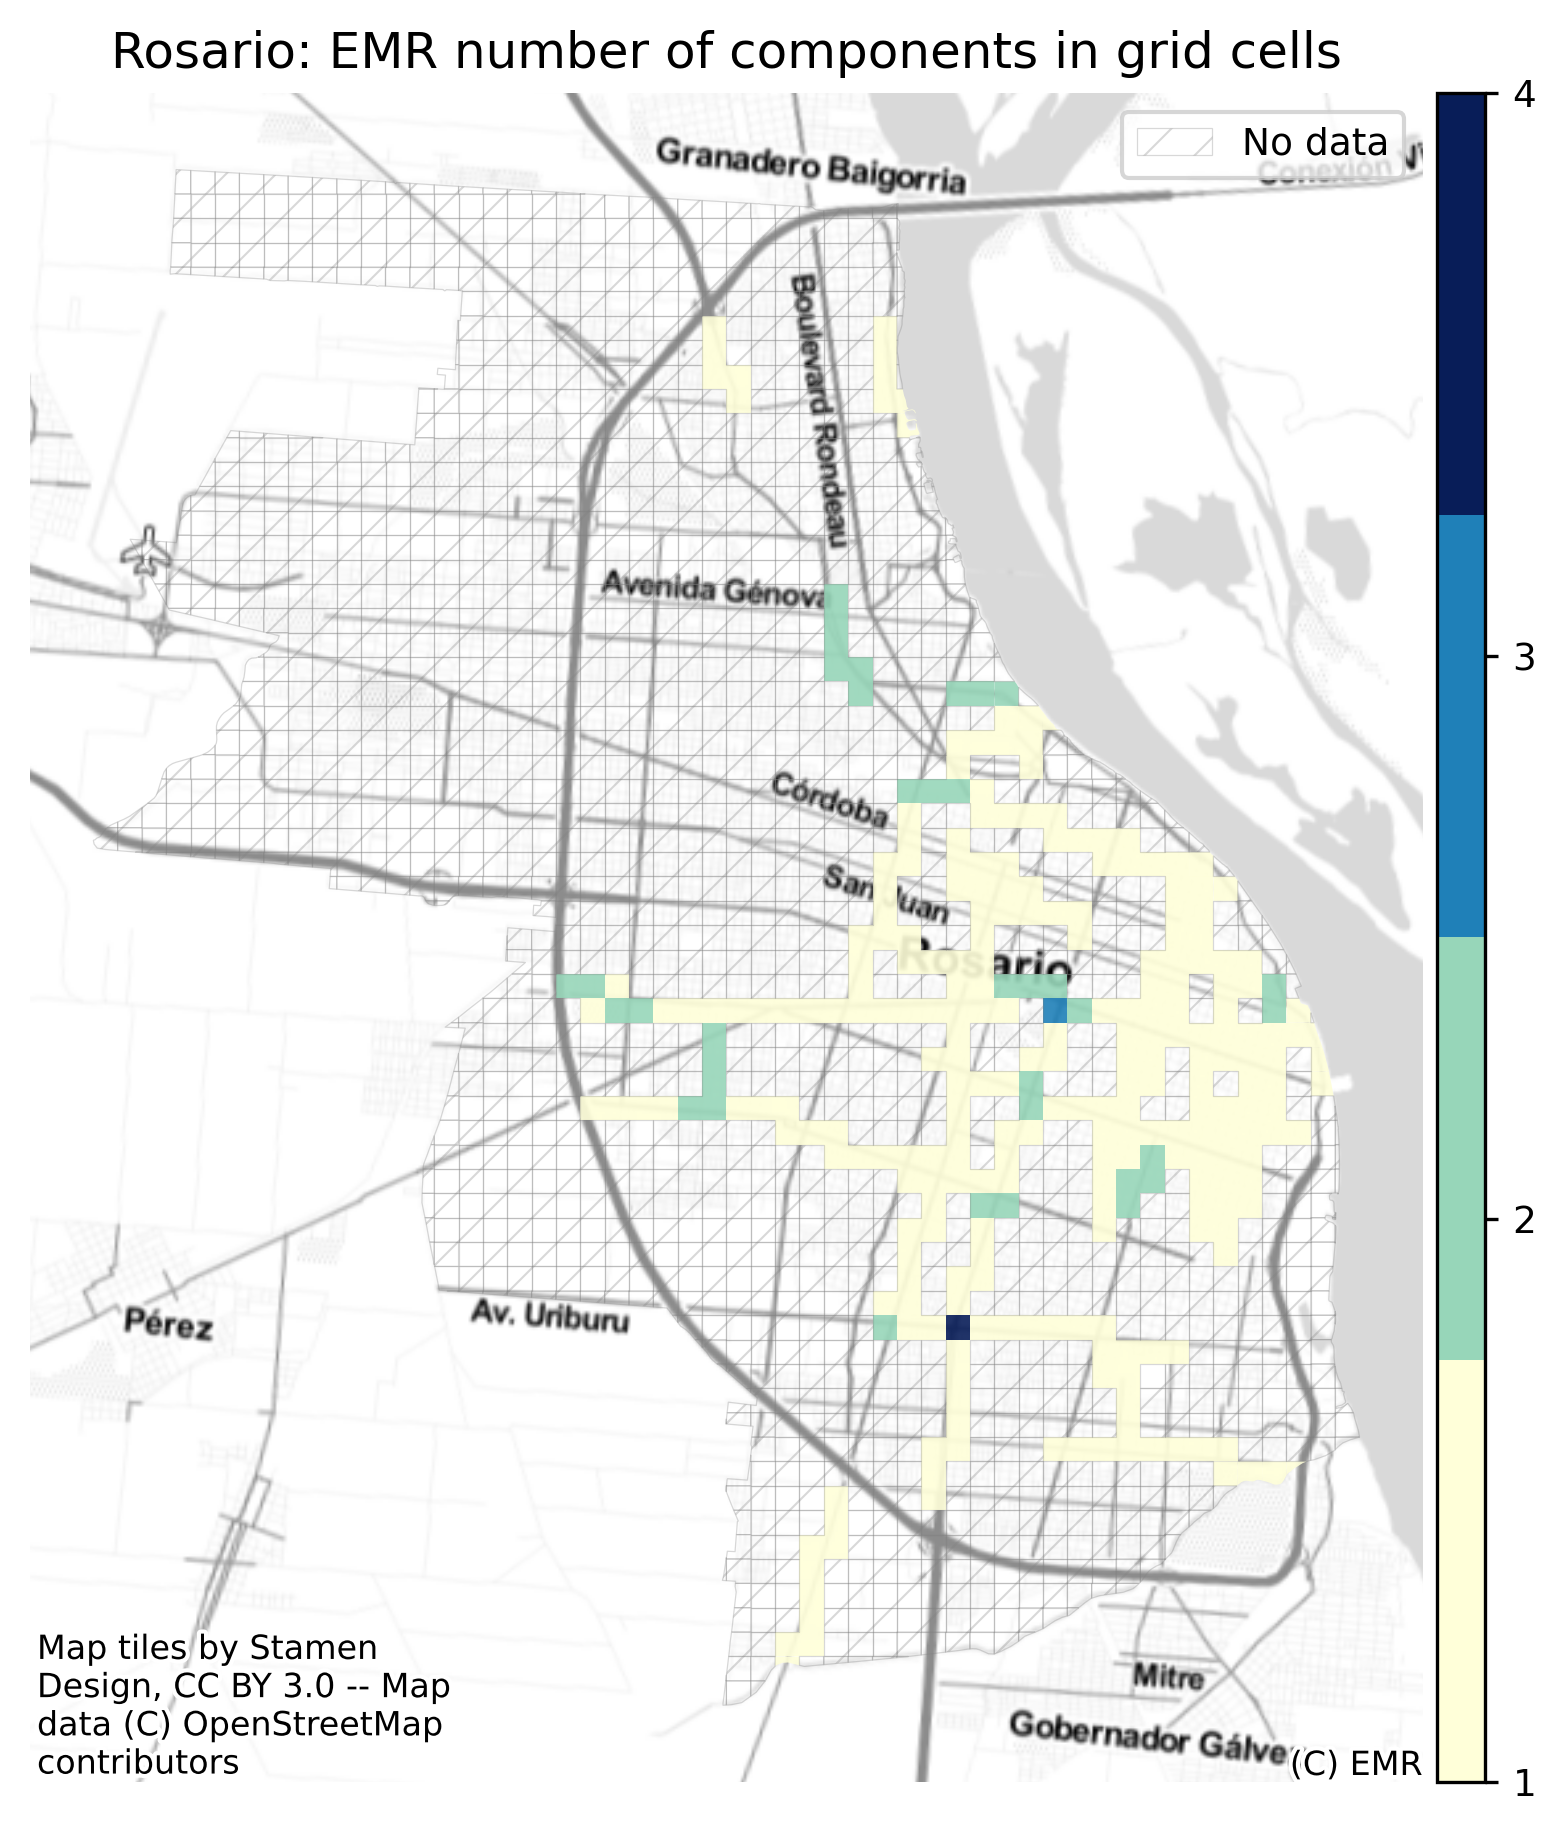 Rosario: EMR number of components in grid cells
4
No data
Granadero Baigorria
Conexión
Boulevard Rondeau
3
Avenida Génova
Córdoba
San Juan
Rosario
2
Av. Uriburu
Pérez
Map tiles by Stamen
Design, CC BY 3.0 -- Map
data (C) OpenStreetMap
contributors
Mitre
Gobernador Gálve
(C) EMR
1